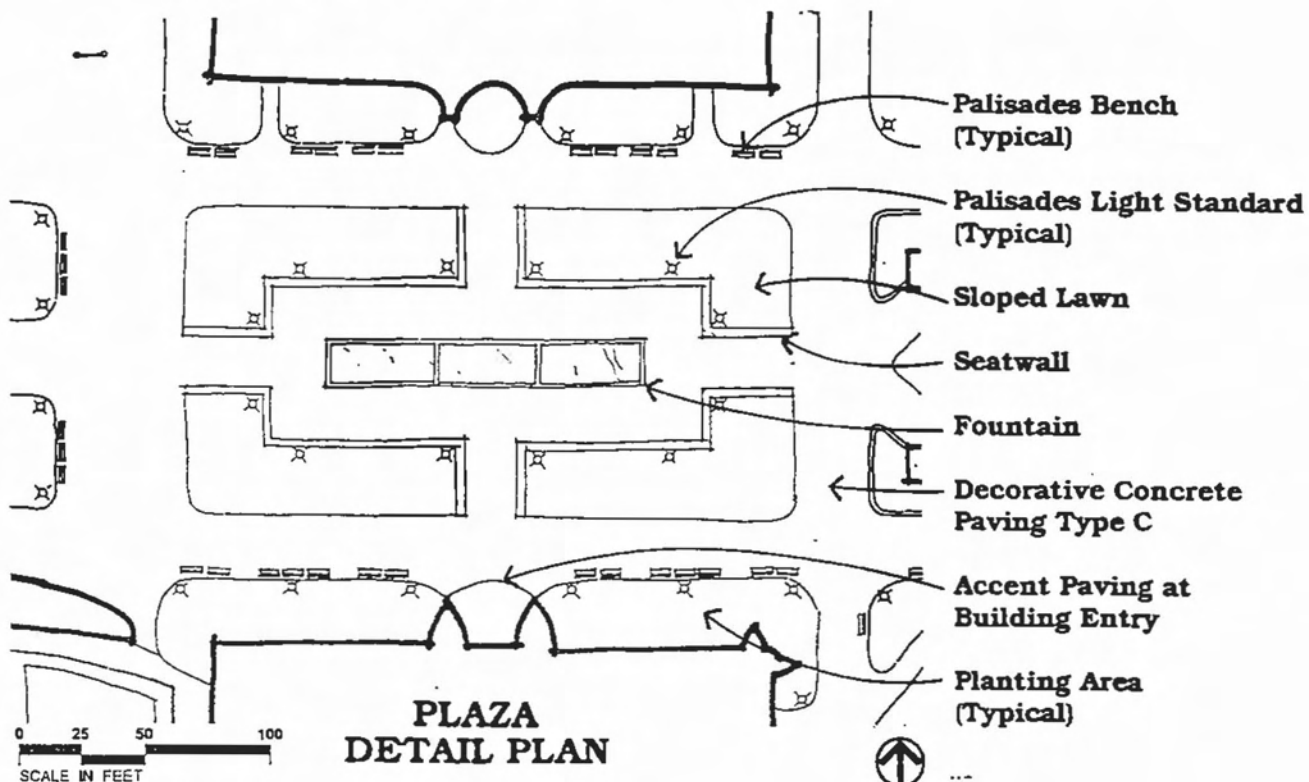 Palisades Bench
(Typical)
Palisades Light Standard
(Typical)
Sloped Lawn
Seatwall
Fountain
Decorative Concrete
Paving Type C
Accent Paving at
Building Entry
Planting Area
(Typical)
PLAZA
DETAIL PLAN
0 25 50 100
SCALE IN FEET